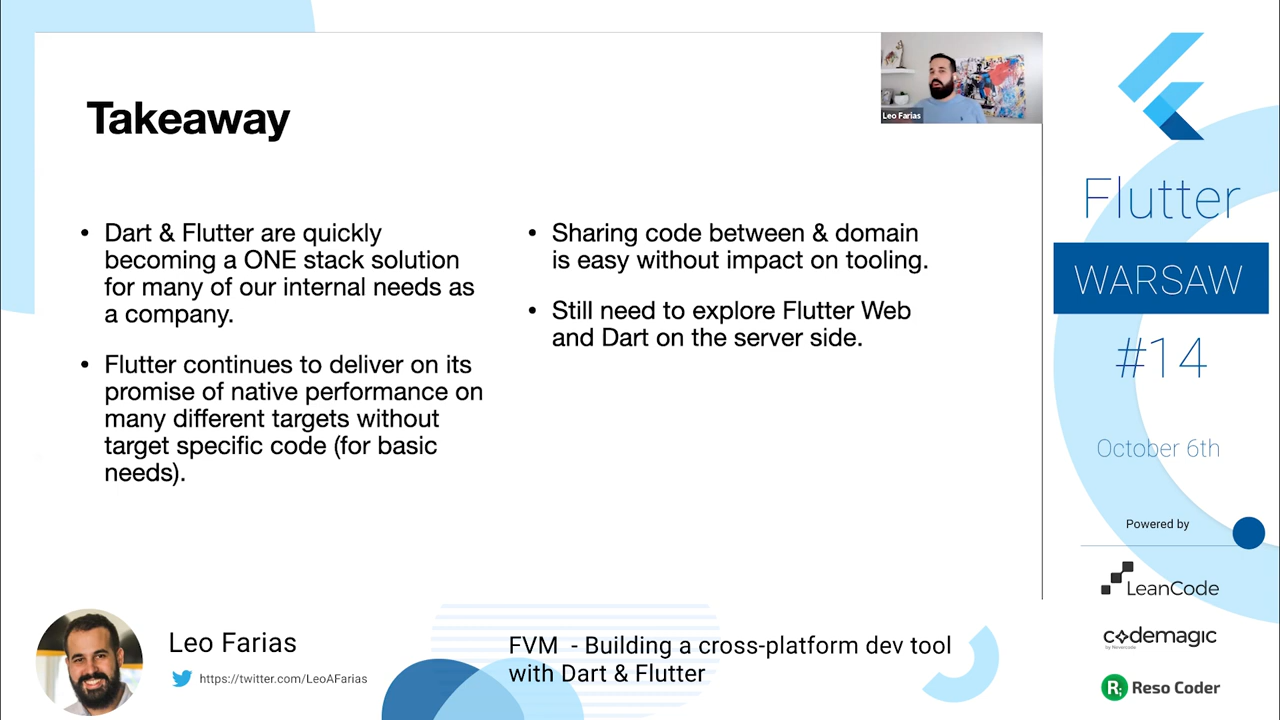 Takeaway
Leo Farias
• Dart & Flutter are quickly
becoming a ONE stack solution
for many of our internal needs as
a company.
• Flutter continues to deliver on its
promise of native performance on
many different targets without
target specific code (for basic
needs).
• Sharing code between & domain
is easy without impact on tooling.
• Still need to explore Flutter Web
and Dart on the server side.
Flutter
WARSAW
#14
October 6th
Powered by
LeanCode
codemagic
by Nevercode
R; Reso Coder
Leo Farias
https://twitter.com/LeoAFarias
FVM - Building a cross-platform dev tool
with Dart & Flutter